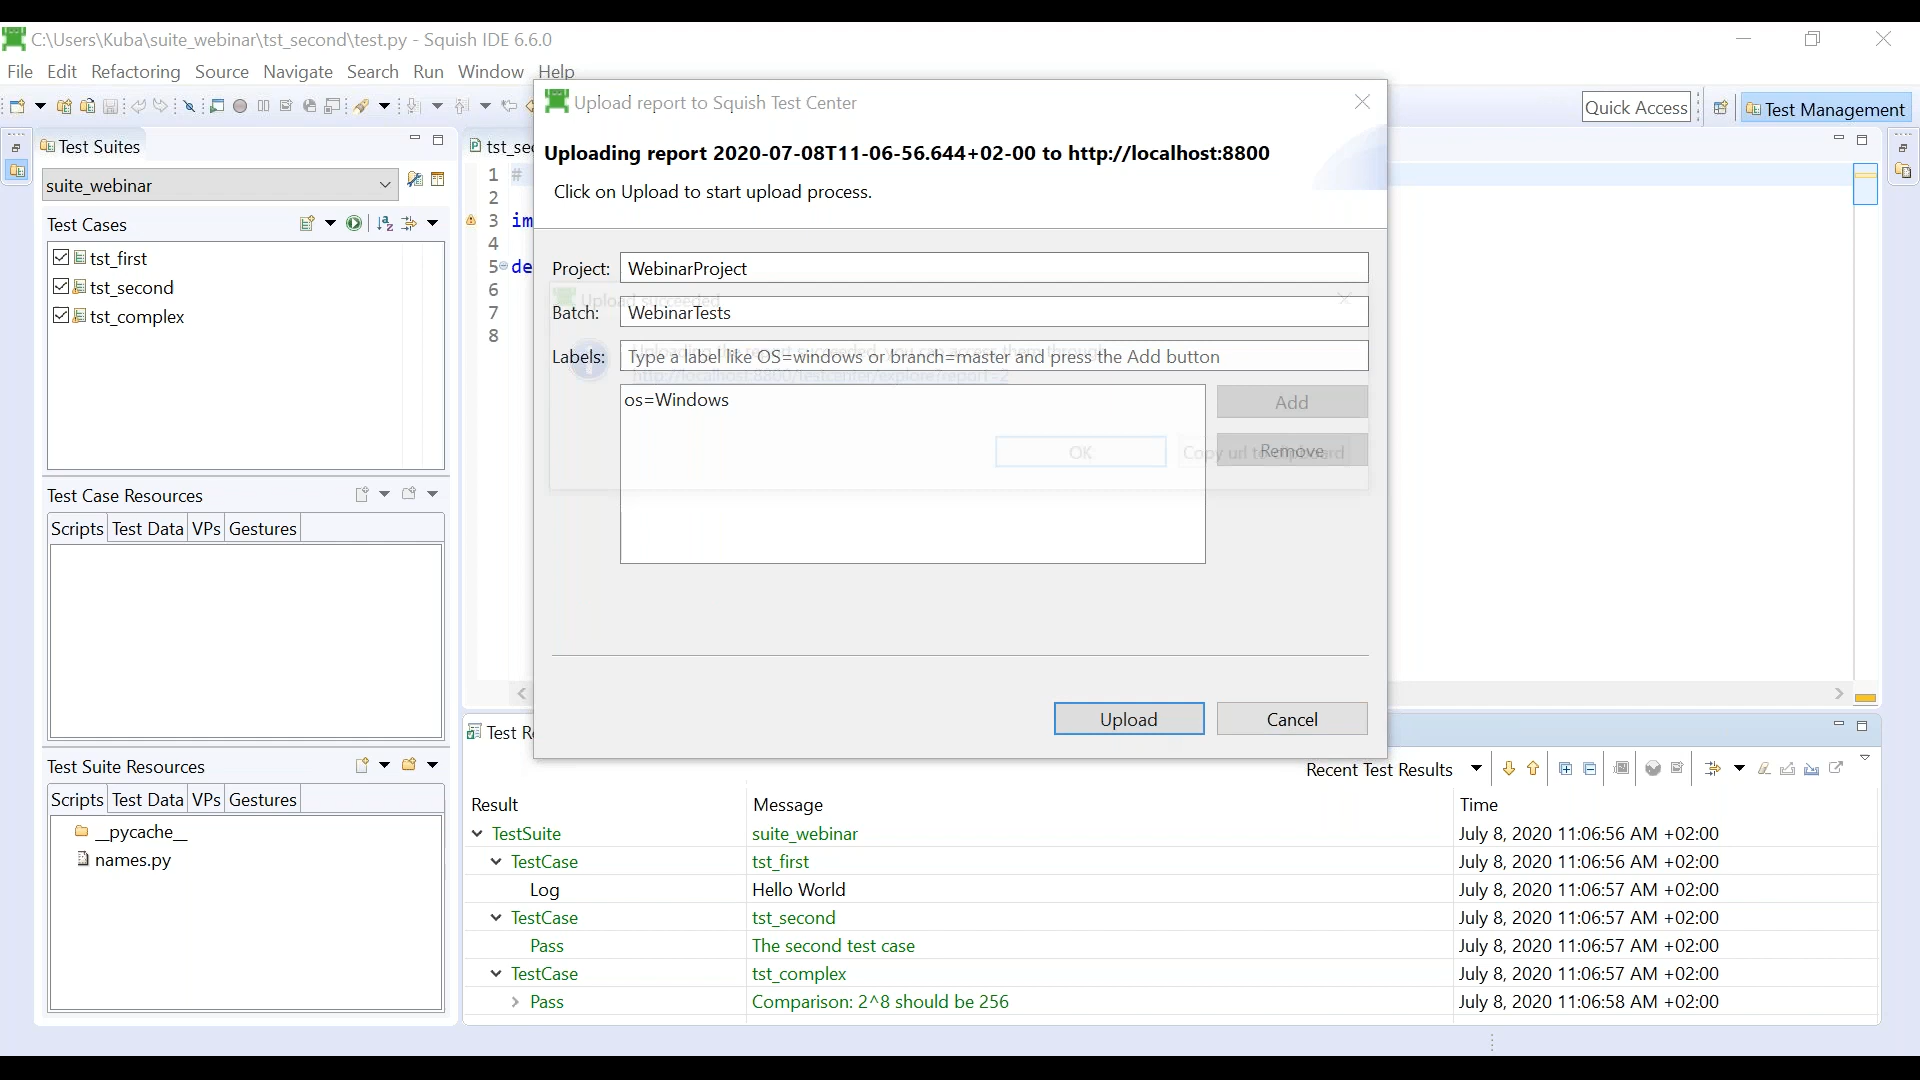 C:\Users\Kuba\suite_webinar\tst_second\test.py - Squish IDE 6.6.0
File Edit Refactoring Source Navigate Search Run Window Help
Quick Access
Test Management
Test Suites
suite_webinar
Test Cases
tst_first
tst_second
tst_complex
Test Case Resources
Scripts Test Data VPs Gestures
Test Suite Resources
Scripts Test Data VPs Gestures
__pycache__
names.py
tst_se
1 #
2
3 im
4
5 de
6
7
8
Upload report to Squish Test Center
Uploading report 2020-07-08T11-06-56.644+02-00 to http://localhost:8800
Click on Upload to start upload process.
Project: WebinarProject
Upload succeeded
Batch: WebinarTests
Labels: Type a label like OS=windows or branch=master and press the Add button
http://localhost:8800/testcenter/explore?report=2
os=Windows
Add
OK
Copy url to clipboard
Remove
Upload
Cancel
Test R
Recent Test Results
Result Message Time
TestSuite suite_webinar July 8, 2020 11:06:56 AM +02:00
TestCase tst_first July 8, 2020 11:06:56 AM +02:00
Log Hello World July 8, 2020 11:06:57 AM +02:00
TestCase tst_second July 8, 2020 11:06:57 AM +02:00
Pass The second test case July 8, 2020 11:06:57 AM +02:00
TestCase tst_complex July 8, 2020 11:06:57 AM +02:00
Pass Comparison: 2^8 should be 256 July 8, 2020 11:06:58 AM +02:00